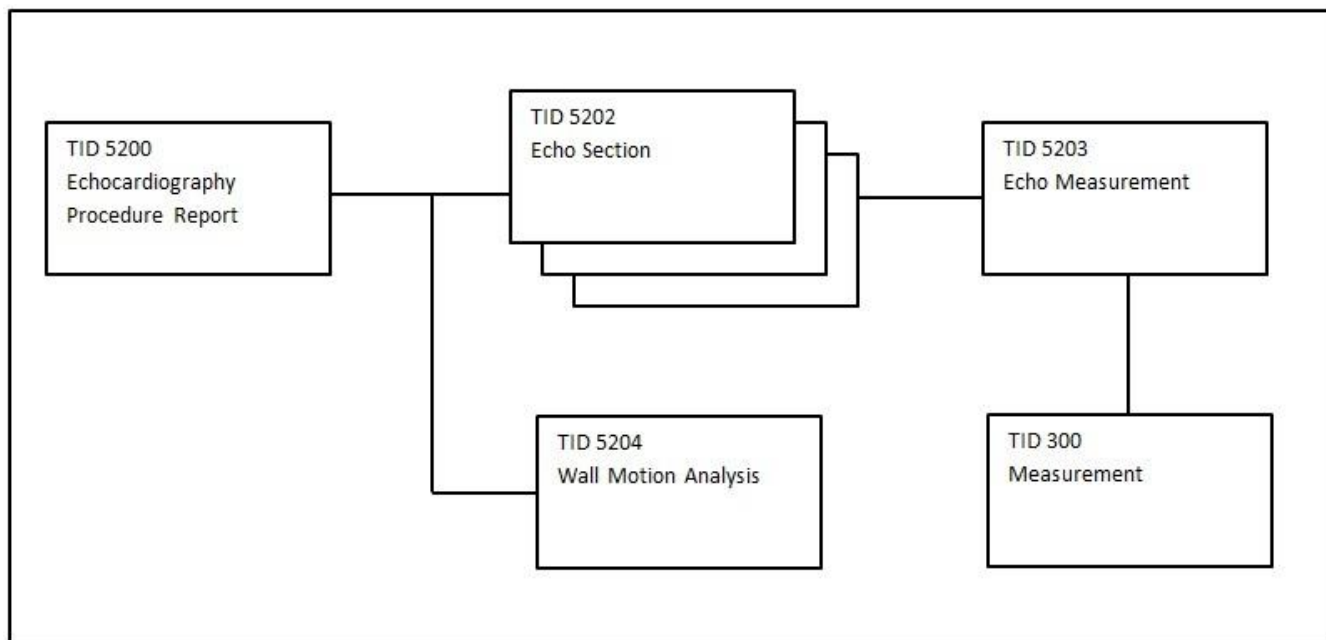 TID 5200
Echocardiography
Procedure Report
TID 5202
Echo Section
TID 5203
Echo Measurement
TID 5204
Wall Motion Analysis
TID 300
Measurement